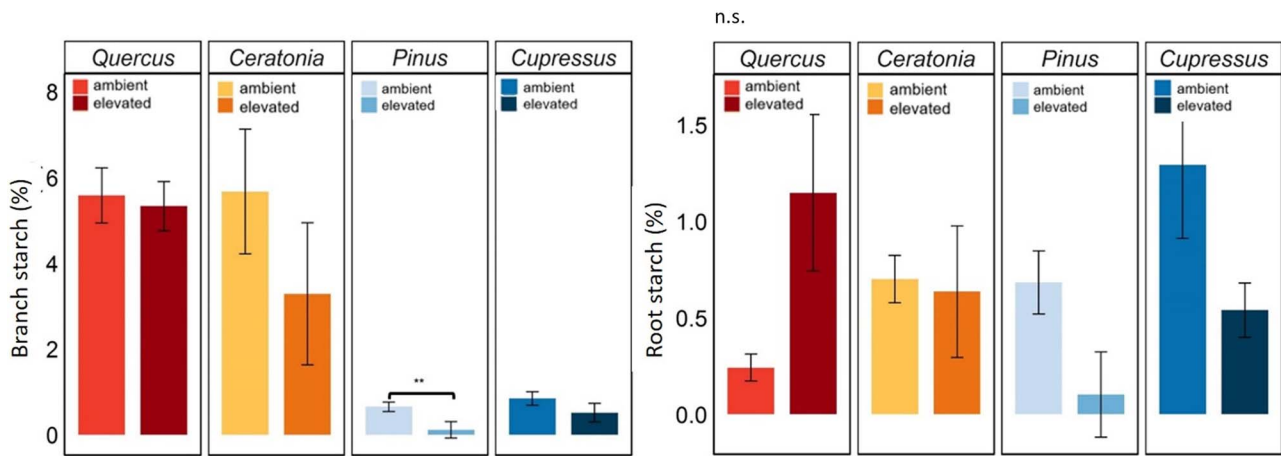 n.s.
Quercus
Ceratonia
Pinus
Cupressus
ambient
elevated
ambient
elevated
ambient
elevated
ambient
elevated
Branch starch (%)
8
6
4
2
0
**
Quercus
Ceratonia
Pinus
Cupressus
ambient
elevated
ambient
elevated
ambient
elevated
ambient
elevated
Root starch (%)
1.5
1.0
0.5
0.0